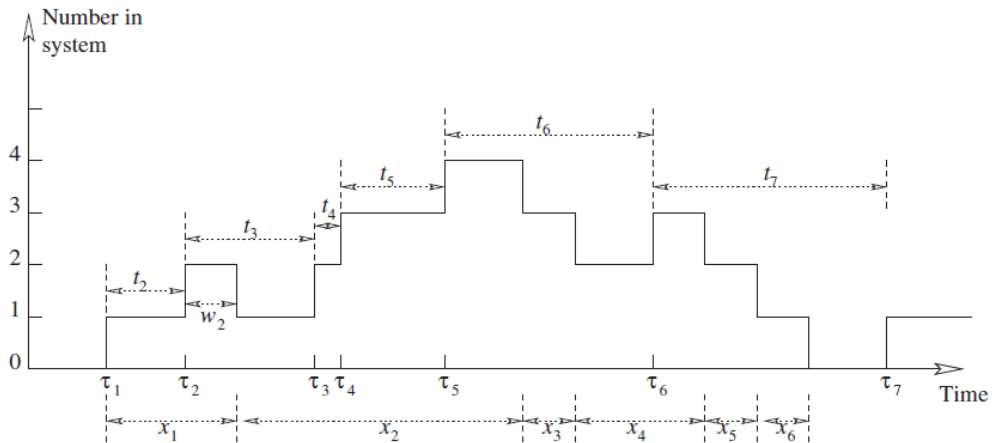 Number in
system
t₆
4
t₅
t₇
3
t₄
t₃
2
t₂
1
w₂
0
τ₁ τ₂ τ₃ τ₄ τ₅ τ₆ τ₇
Time
x₁ x₂ x₃ x₄ x₅ x₆